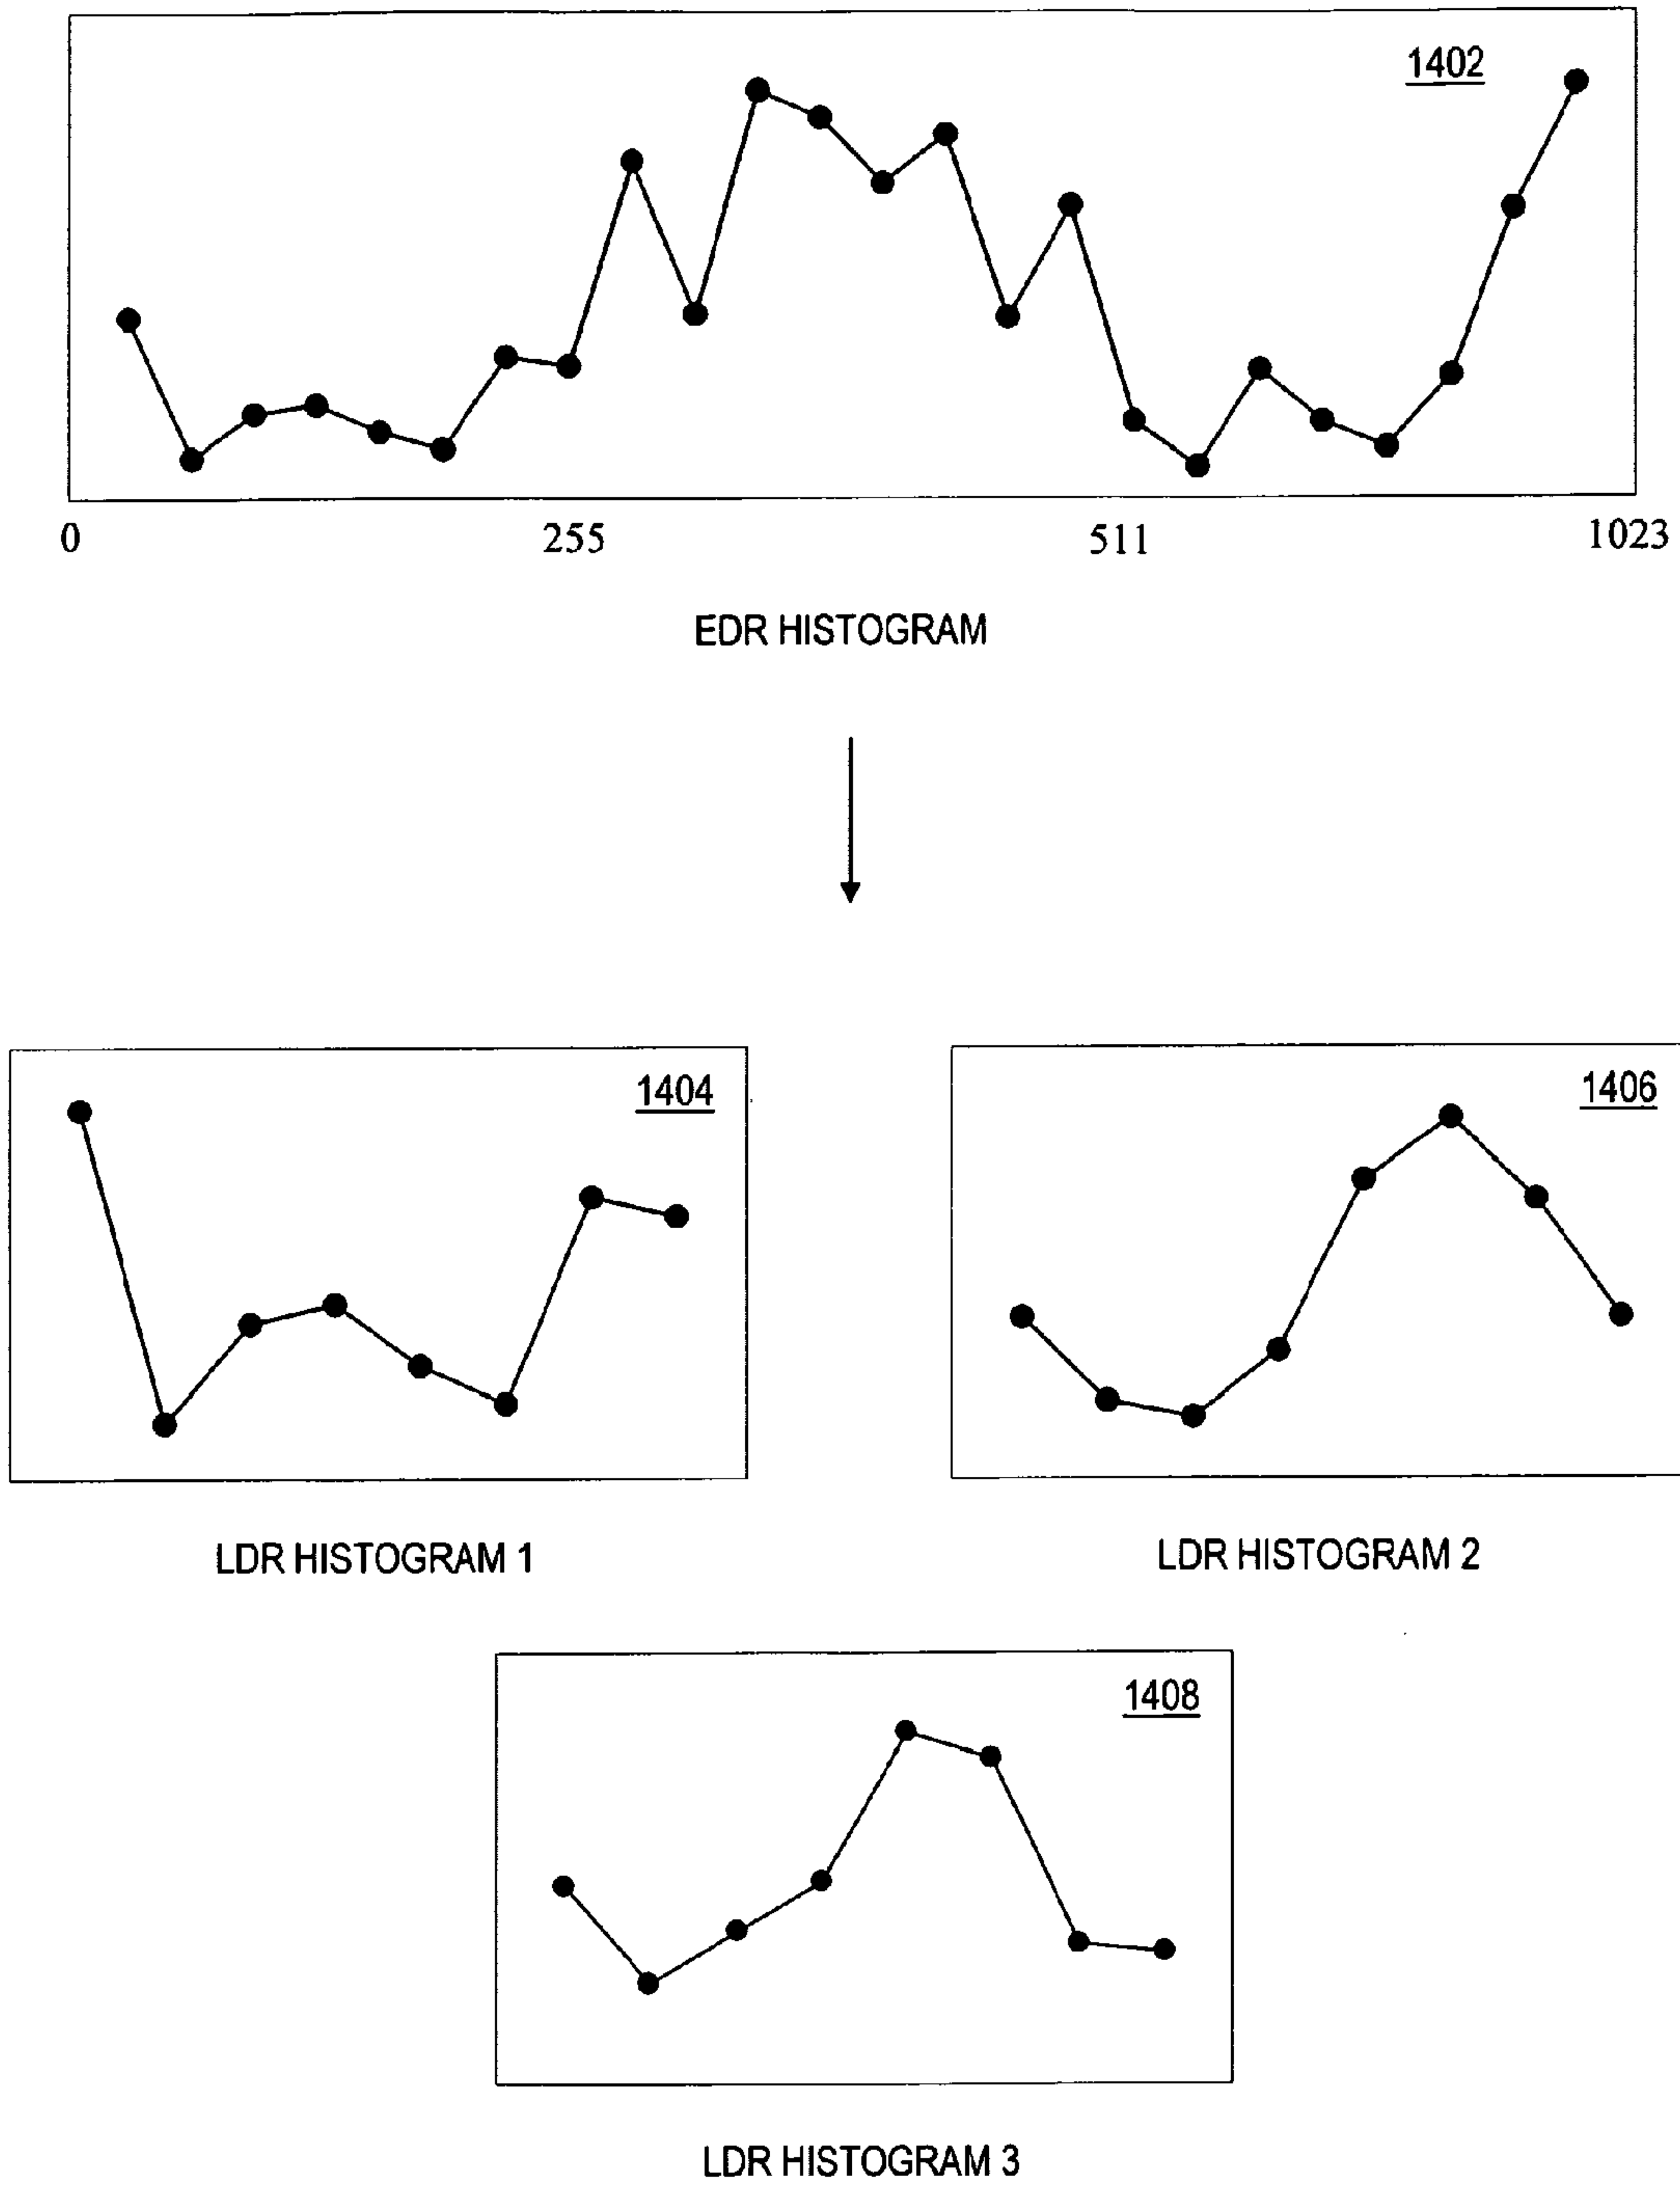 1402
0 255 511 1023
EDR HISTOGRAM
1404
1406
LDR HISTOGRAM 1
LDR HISTOGRAM 2
1408
LDR HISTOGRAM 3